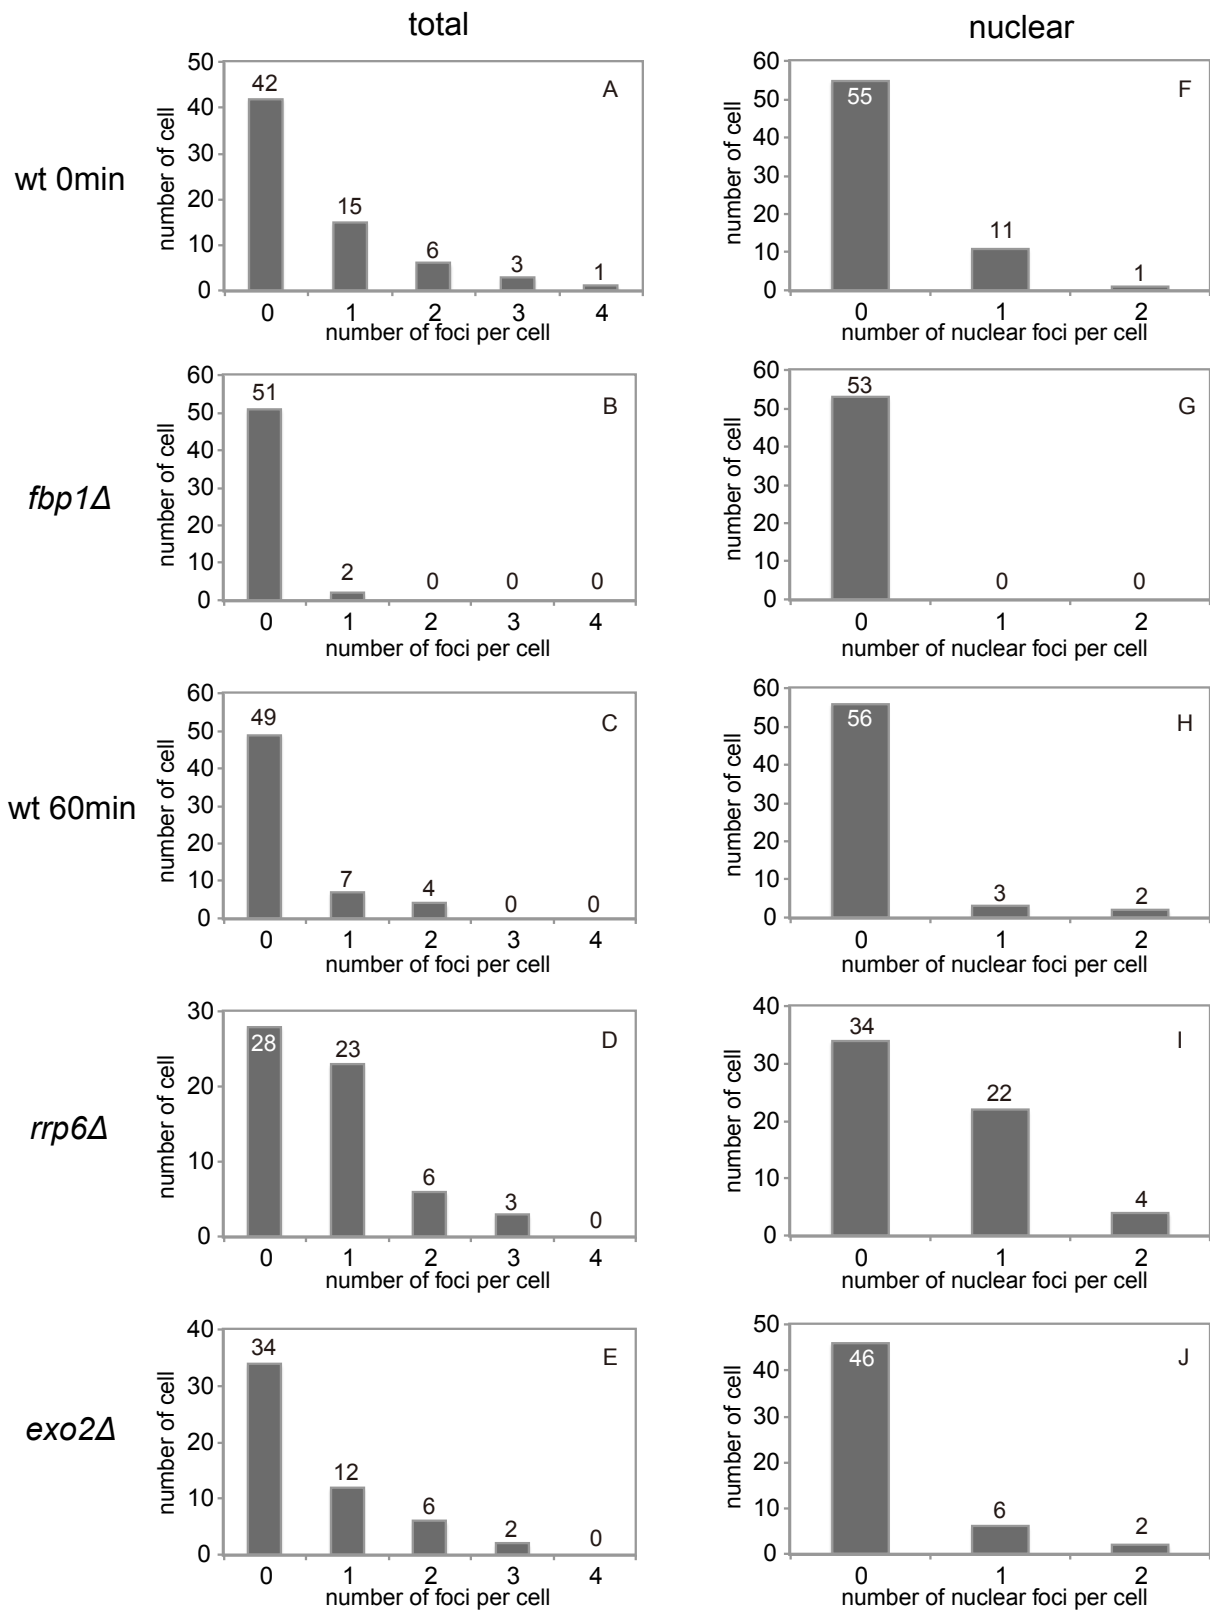 total
nuclear
wt 0min
number of cell
50
40
30
20
10
0
42
15
6
3
1
A
0 1 2 3 4
number of foci per cell
number of cell
60
50
40
30
20
10
0
55
11
1
F
0 1 2
number of nuclear foci per cell
fbp1Δ
number of cell
60
50
40
30
20
10
0
51
2
0
0
0
B
0 1 2 3 4
number of foci per cell
number of cell
60
50
40
30
20
10
0
53
0
0
G
0 1 2
number of nuclear foci per cell
wt 60min
number of cell
60
50
40
30
20
10
0
49
7
4
0
0
C
0 1 2 3 4
number of foci per cell
number of cell
60
50
40
30
20
10
0
56
3
2
H
0 1 2
number of nuclear foci per cell
rrp6Δ
number of cell
30
20
10
0
28
23
6
3
0
D
0 1 2 3 4
number of foci per cell
number of cell
40
30
20
10
0
34
22
4
I
0 1 2
number of nuclear foci per cell
exo2Δ
number of cell
40
30
20
10
0
34
12
6
2
0
E
0 1 2 3 4
number of foci per cell
number of cell
50
40
30
20
10
0
46
6
2
J
0 1 2
number of nuclear foci per cell